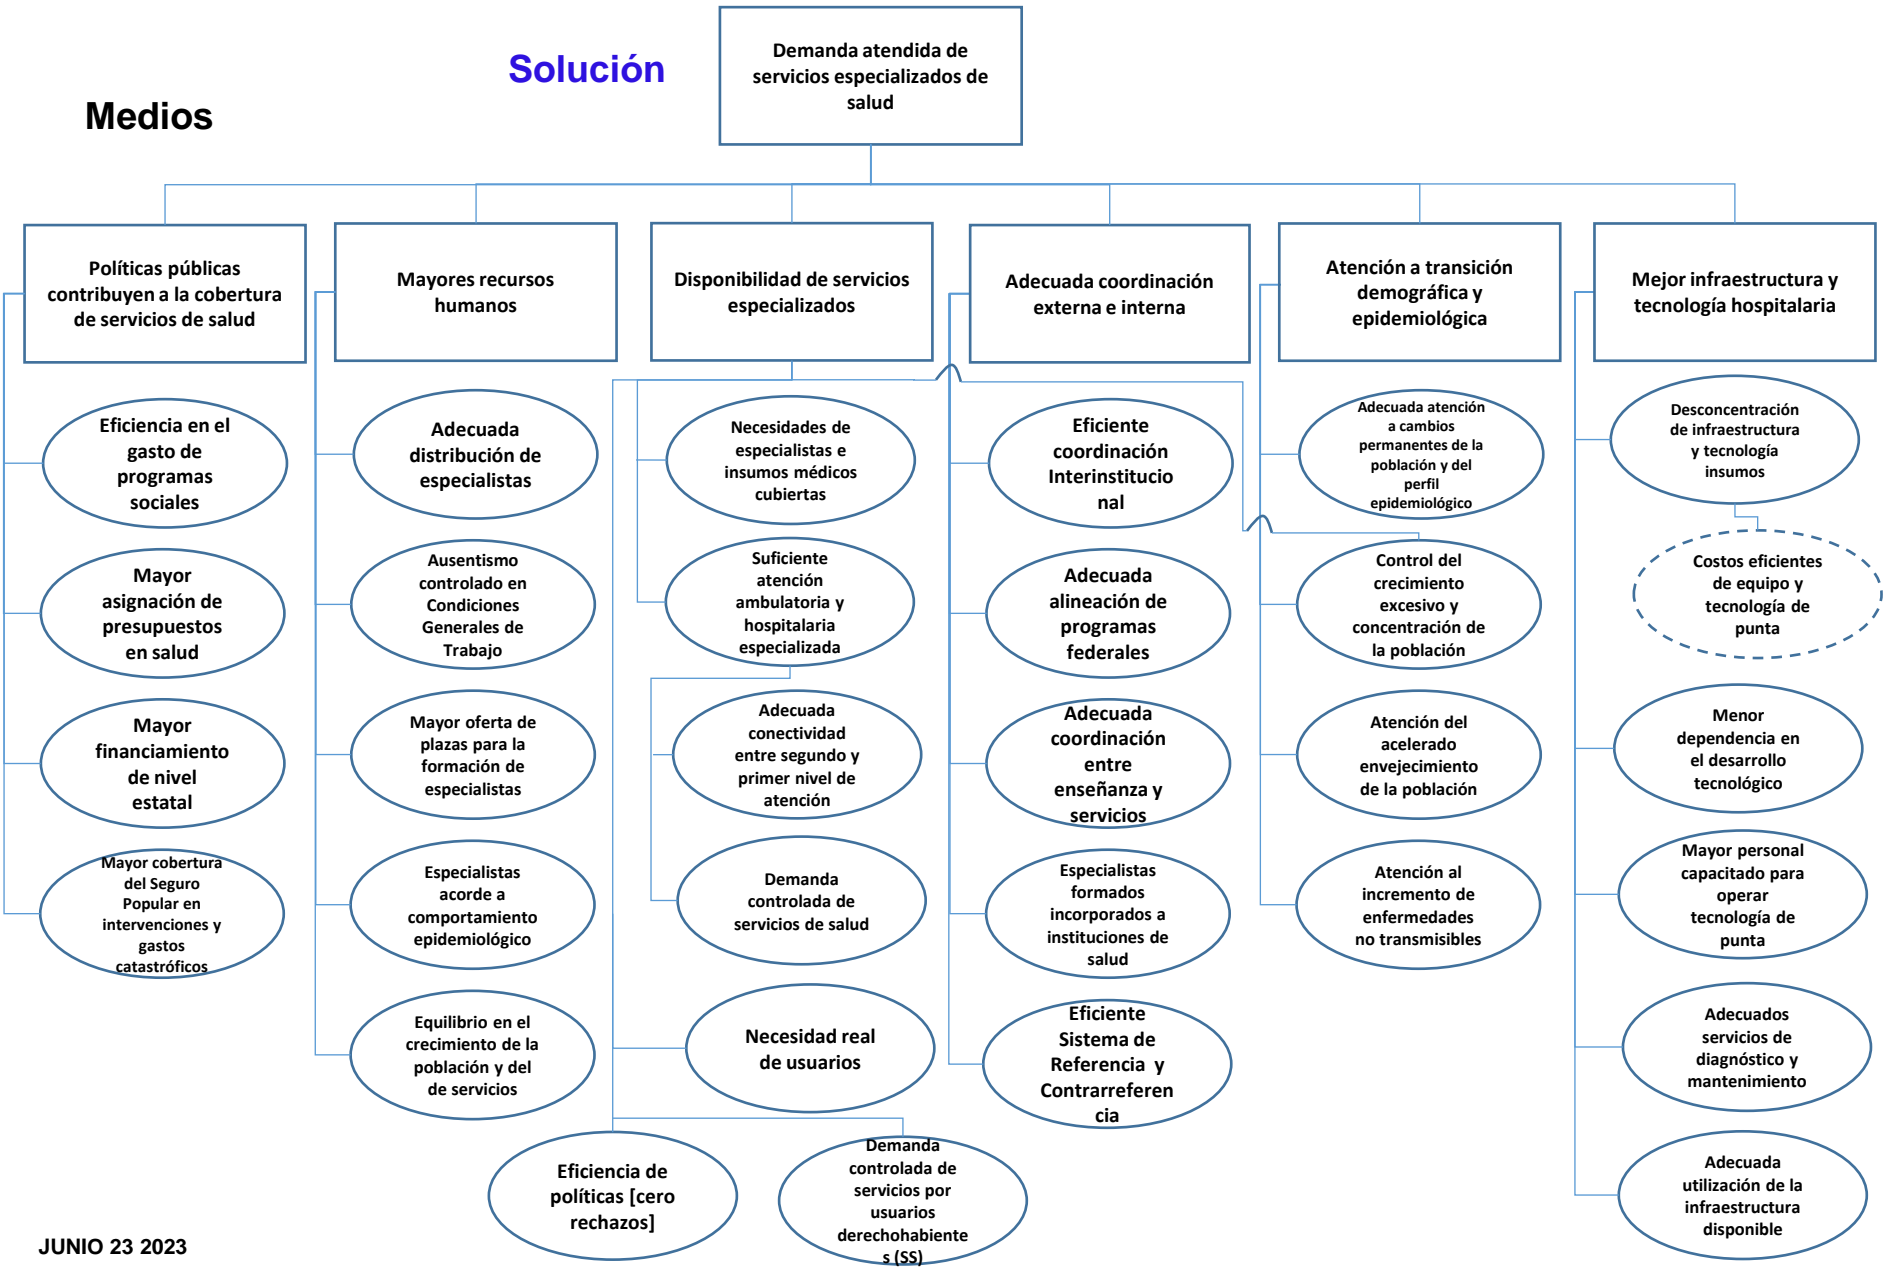 Solución
Demanda atendida de
servicios especializados de
salud
Medios
Políticas públicas
contribuyen a la cobertura
de servicios de salud
Mayores recursos
humanos
Disponibilidad de servicios
especializados
Adecuada coordinación
externa e interna
Atención a transición
demográfica y
epidemiológica
Mejor infraestructura y
tecnología hospitalaria
Eficiencia en el
gasto de
programas
sociales
Mayor
asignación de
presupuestos
en salud
Mayor
financiamiento
de nivel
estatal
Mayor cobertura
del Seguro
Popular en
intervenciones y
gastos
catastróficos
Adecuada
distribución de
especialistas
Ausentismo
controlado en
Condiciones
Generales de
Trabajo
Mayor oferta de
plazas para la
formación de
especialistas
Especialistas
acorde a
comportamiento
epidemiológico
Equilibrio en el
crecimiento de la
población y del
de servicios
Necesidades de
especialistas e
insumos médicos
cubiertas
Suficiente
atención
ambulatoria y
hospitalaria
especializada
Adecuada
conectividad
entre segundo y
primer nivel de
atención
Demanda
controlada de
servicios de salud
Necesidad real
de usuarios
Eficiencia de
políticas [cero
rechazos]
Demanda
controlada de
servicios por
usuarios
derechohabiente
s (SS)
Eficiente
coordinación
Interinstitucio
nal
Adecuada
alineación de
programas
federales
Adecuada
coordinación
entre
enseñanza y
servicios
Especialistas
formados
incorporados a
instituciones de
salud
Eficiente
Sistema de
Referencia y
Contrarreferen
cia
Adecuada atención
a cambios
permanentes de la
población y del
perfil
epidemiológico
Control del
crecimiento
excesivo y
concentración de
la población
Atención del
acelerado
envejecimiento
de la población
Atención al
incremento de
enfermedades
no transmisibles
Desconcentración
de infraestructura
y tecnología
insumos
Costos eficientes
de equipo y
tecnología de
punta
Menor
dependencia en
el desarrollo
tecnológico
Mayor personal
capacitado para
operar
tecnología de
punta
Adecuados
servicios de
diagnóstico y
mantenimiento
Adecuada
utilización de la
infraestructura
disponible
JUNIO 23 2023